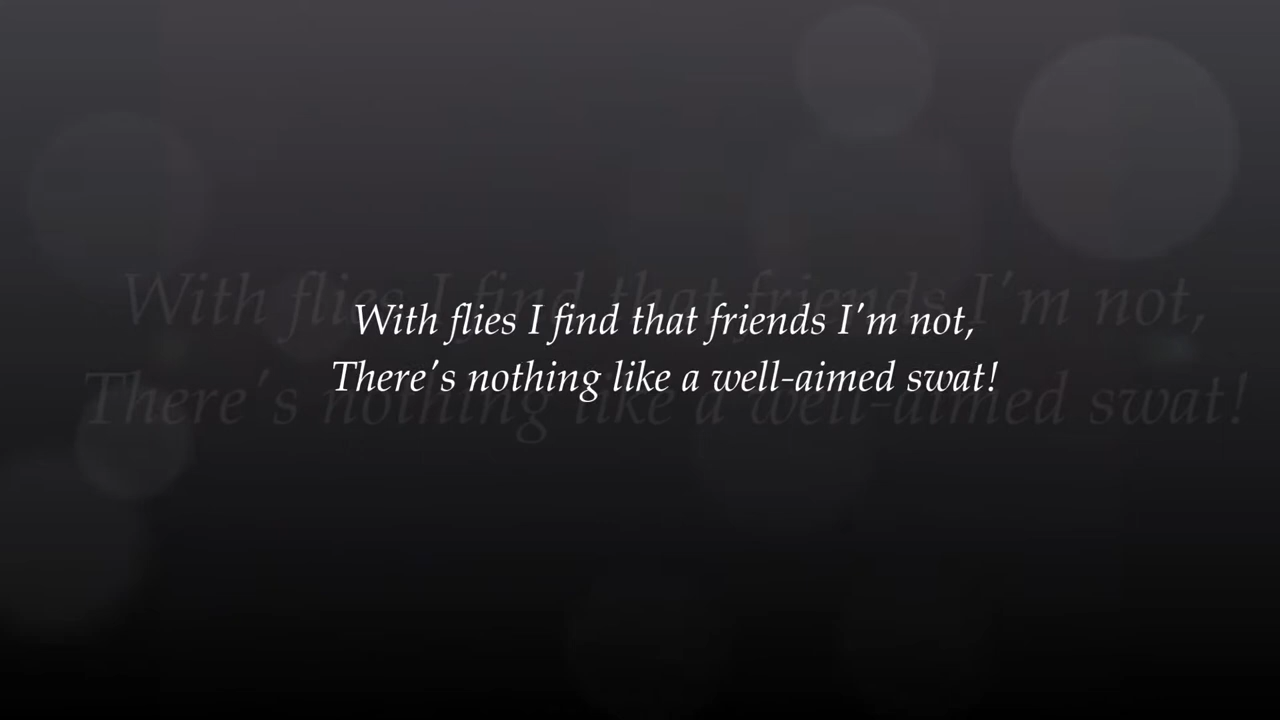 With flies I find that friends I'm not,
There's nothing like a well-aimed swat!